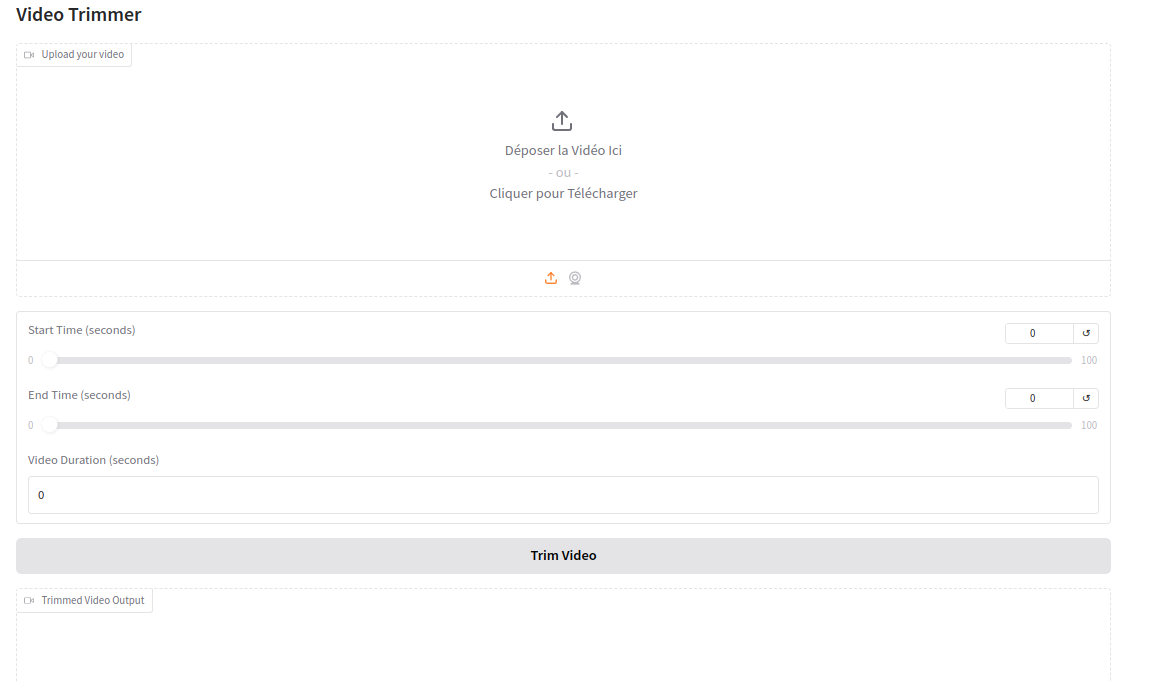 Video Trimmer
Upload your video
Déposer la Vidéo Ici
- ou -
Cliquer pour Télécharger
Start Time (seconds)
0 ↺
0 100
End Time (seconds)
0 ↺
0 100
Video Duration (seconds)
0
Trim Video
Trimmed Video Output